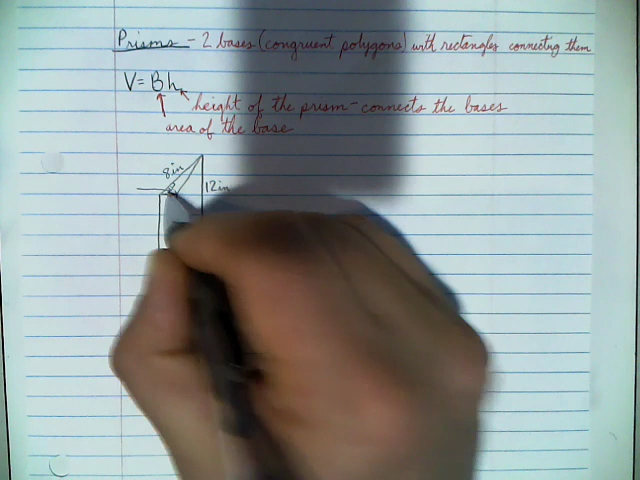 Prisms - 2 bases (congruent polygons) with rectangles connecting them
V = Bh
height of the prism - connects the bases
area of the base
8in
12in